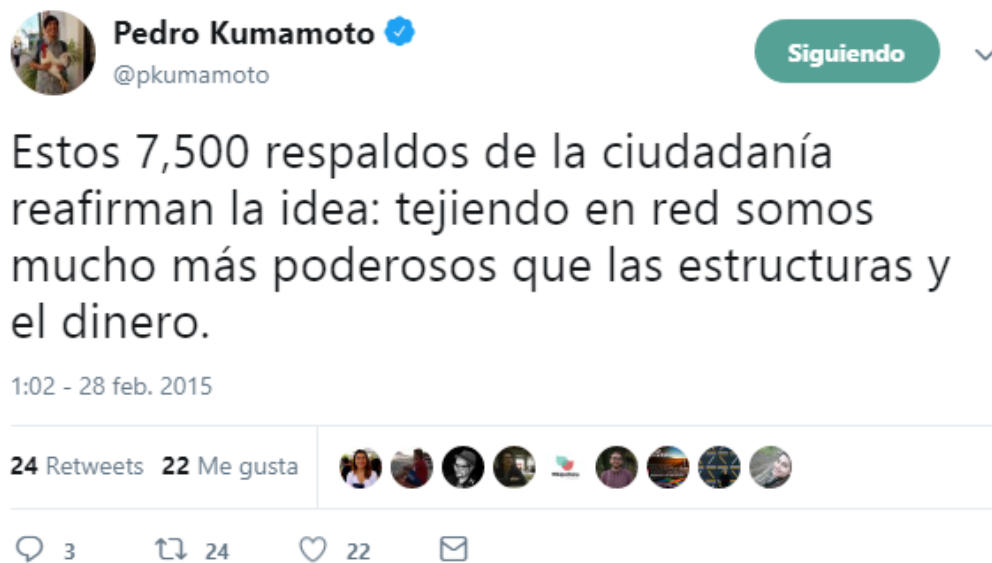 Pedro Kumamoto
@pkumamoto
Siguiendo
Estos 7,500 respaldos de la ciudadanía
reafirman la idea: tejiendo en red somos
mucho más poderosos que las estructuras y
el dinero.
1:02 - 28 feb. 2015
24 Retweets 22 Me gusta
3 24 22